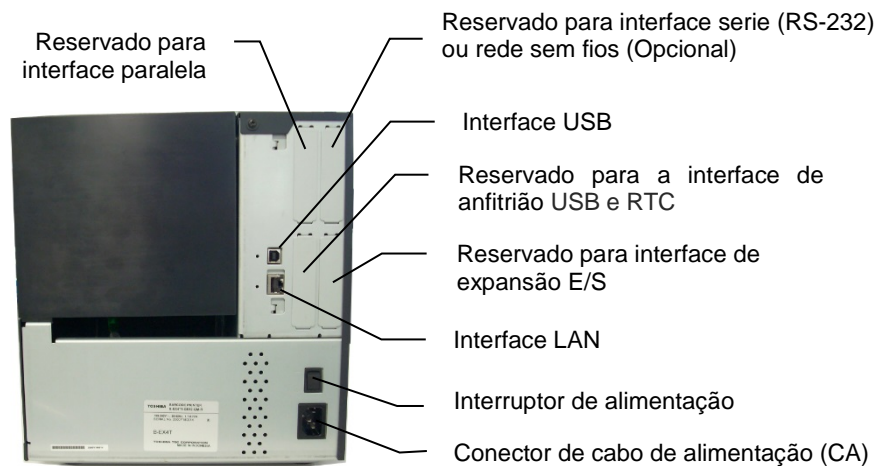 Reservado para
interface paralela
Reservado para interface serie (RS-232)
ou rede sem fios (Opcional)
Interface USB
Reservado para a interface de
anfitrião USB e RTC
Reservado para interface de
expansão E/S
Interface LAN
Interruptor de alimentação
Conector de cabo de alimentação (CA)
TOSHIBA
B-EX4T